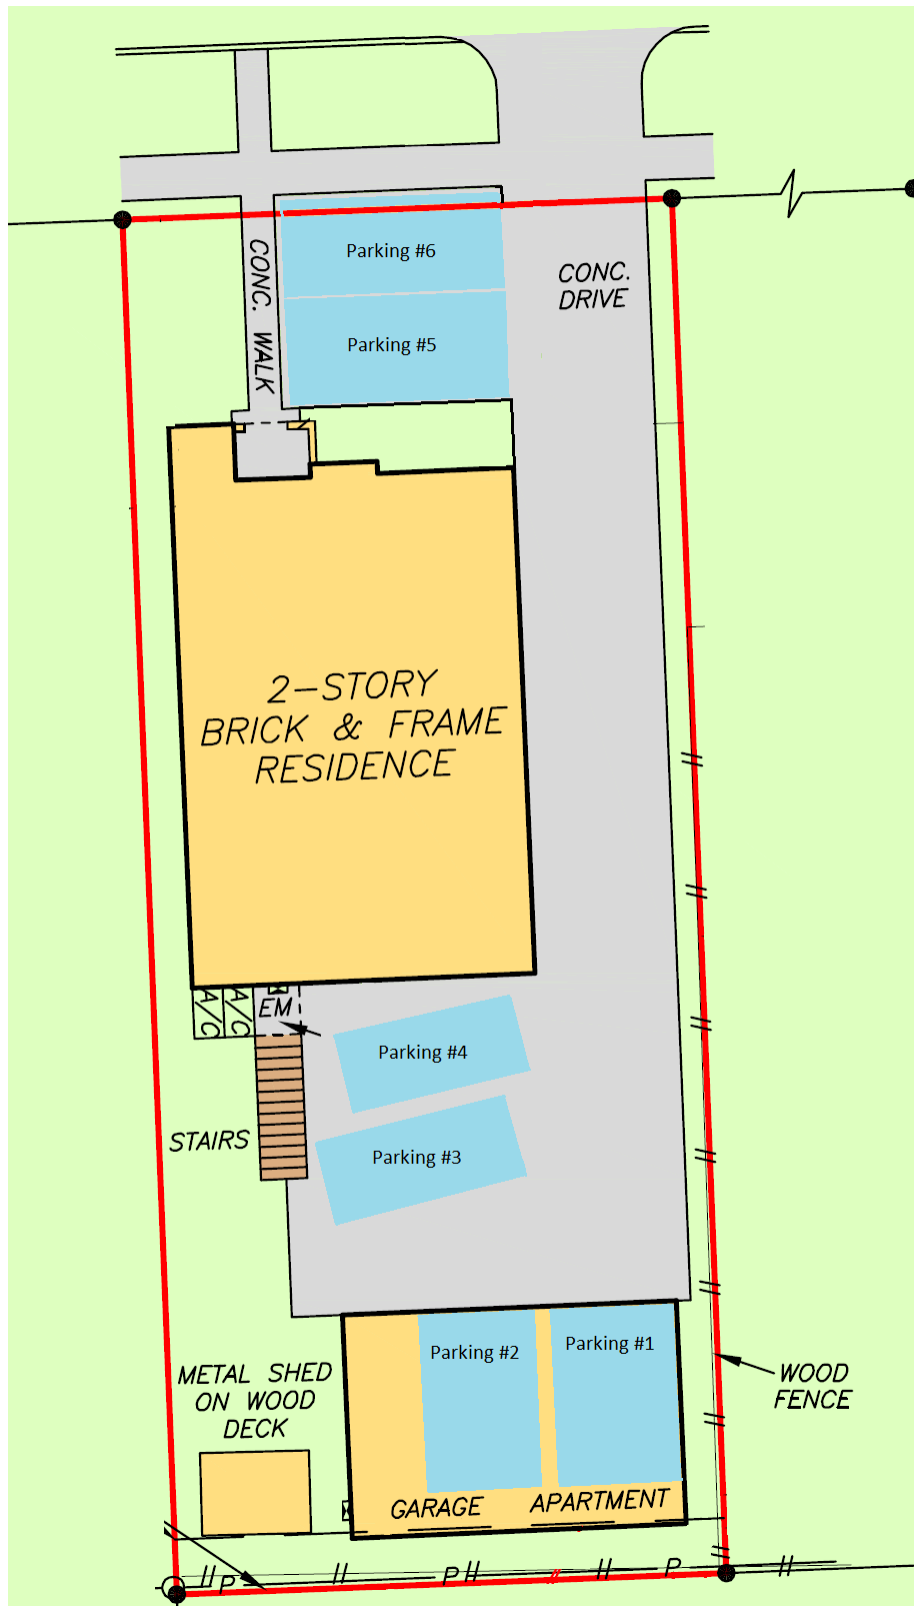 Parking #6
CONC. WALK
CONC.
DRIVE
Parking #5
2-STORY
BRICK & FRAME
RESIDENCE
A/C
A/C
EM
Parking #4
STAIRS
Parking #3
Parking #2
Parking #1
METAL SHED
ON WOOD
DECK
WOOD
FENCE
GARAGE
APARTMENT
P
P
P